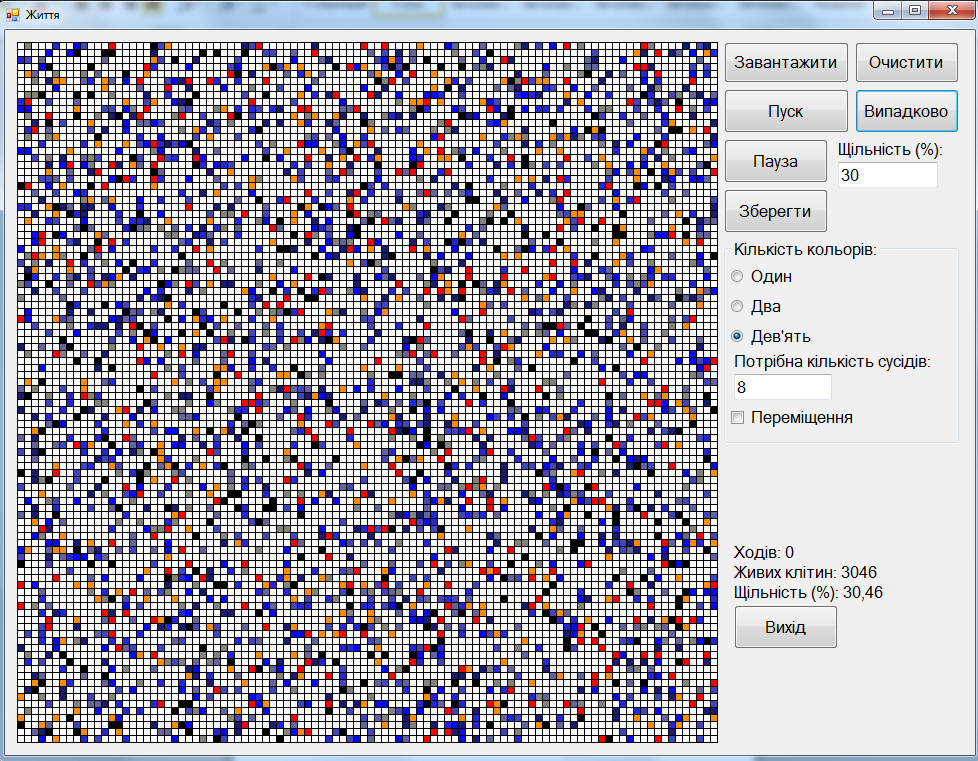 Життя
Завантажити
Очистити
Пуск
Випадково
Пауза
Щільність (%):
30
Зберегти
Кількість кольорів:
Один
Два
Дев'ять
Потрібна кількість сусідів:
8
Переміщення
Ходів: 0
Живих клітин: 3046
Щільність (%): 30,46
Вихід